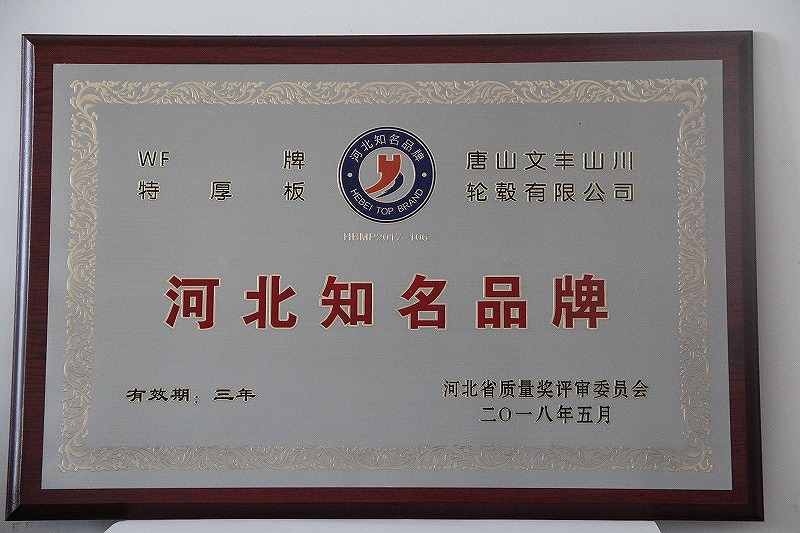 WF 牌
特厚板
河北知名品牌
HEBEI TOP BRAND
唐山文丰山川
轮毂有限公司
HBMP2017-106
河北知名品牌
有效期：三年
河北省质量奖评审委员会
二〇一八年五月